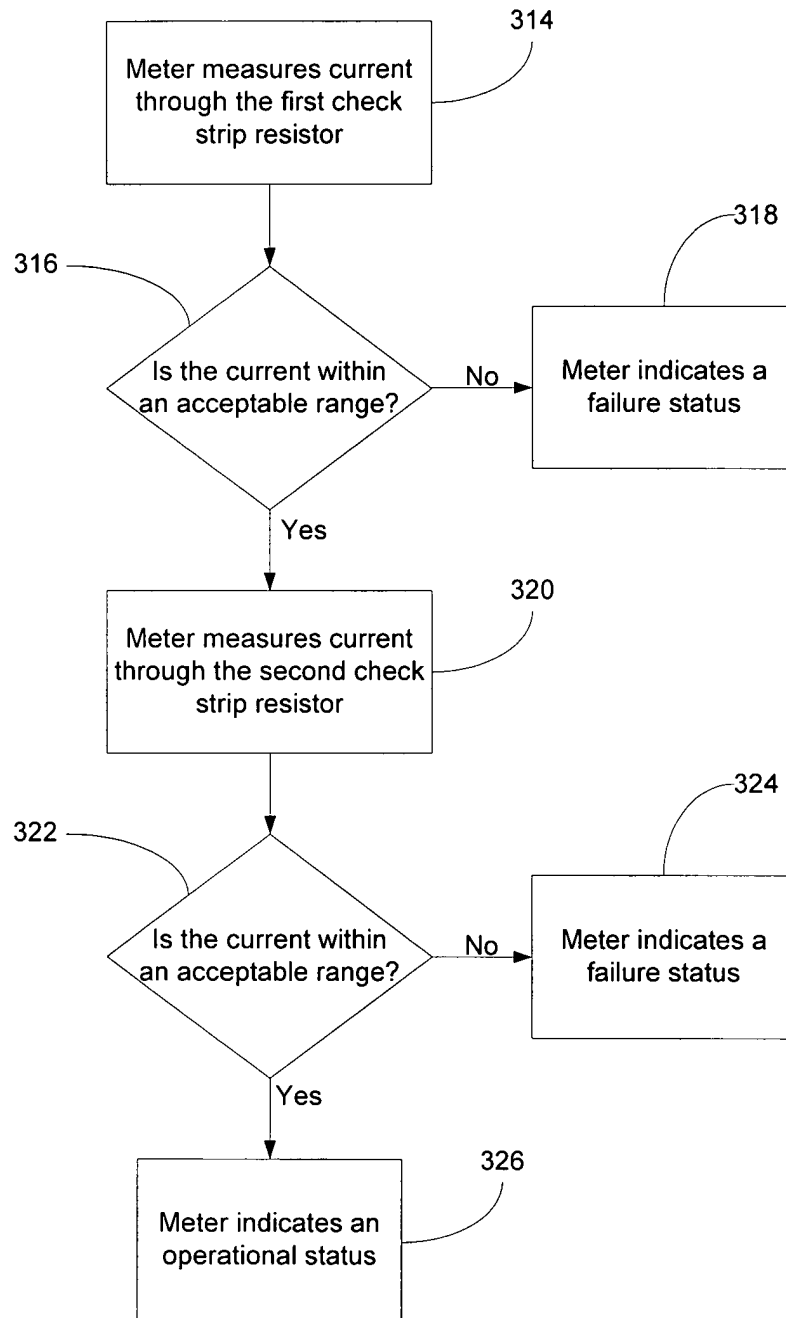 314
Meter measures current
through the first check
strip resistor
318
316
Is the current within
an acceptable range?
No
Meter indicates a
failure status
Yes
320
Meter measures current
through the second check
strip resistor
324
322
Is the current within
an acceptable range?
No
Meter indicates a
failure status
Yes
326
Meter indicates an
operational status